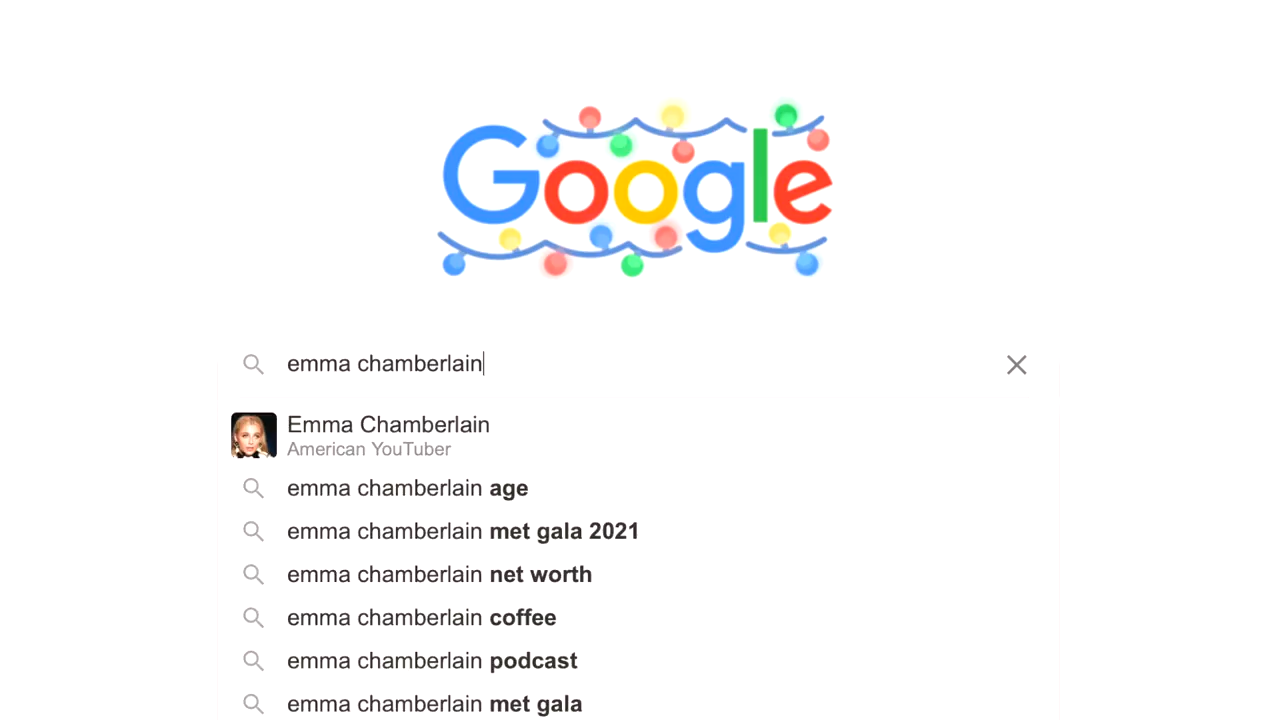 Google
emma chamberlain
Emma Chamberlain
American YouTuber
emma chamberlain age
emma chamberlain met gala 2021
emma chamberlain net worth
emma chamberlain coffee
emma chamberlain podcast
emma chamberlain met gala